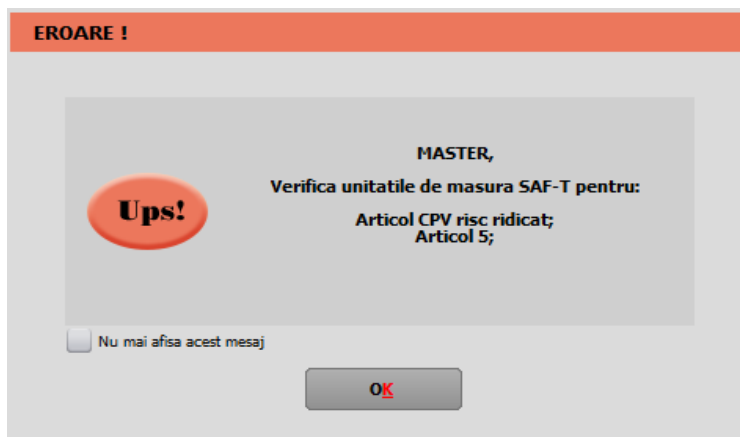 EROARE !
MASTER,
Verifica unitatile de masura SAF-T pentru:
Ups!
Articol CPV risc ridicat;
Articol 5;
Nu mai afisa acest mesaj
OK